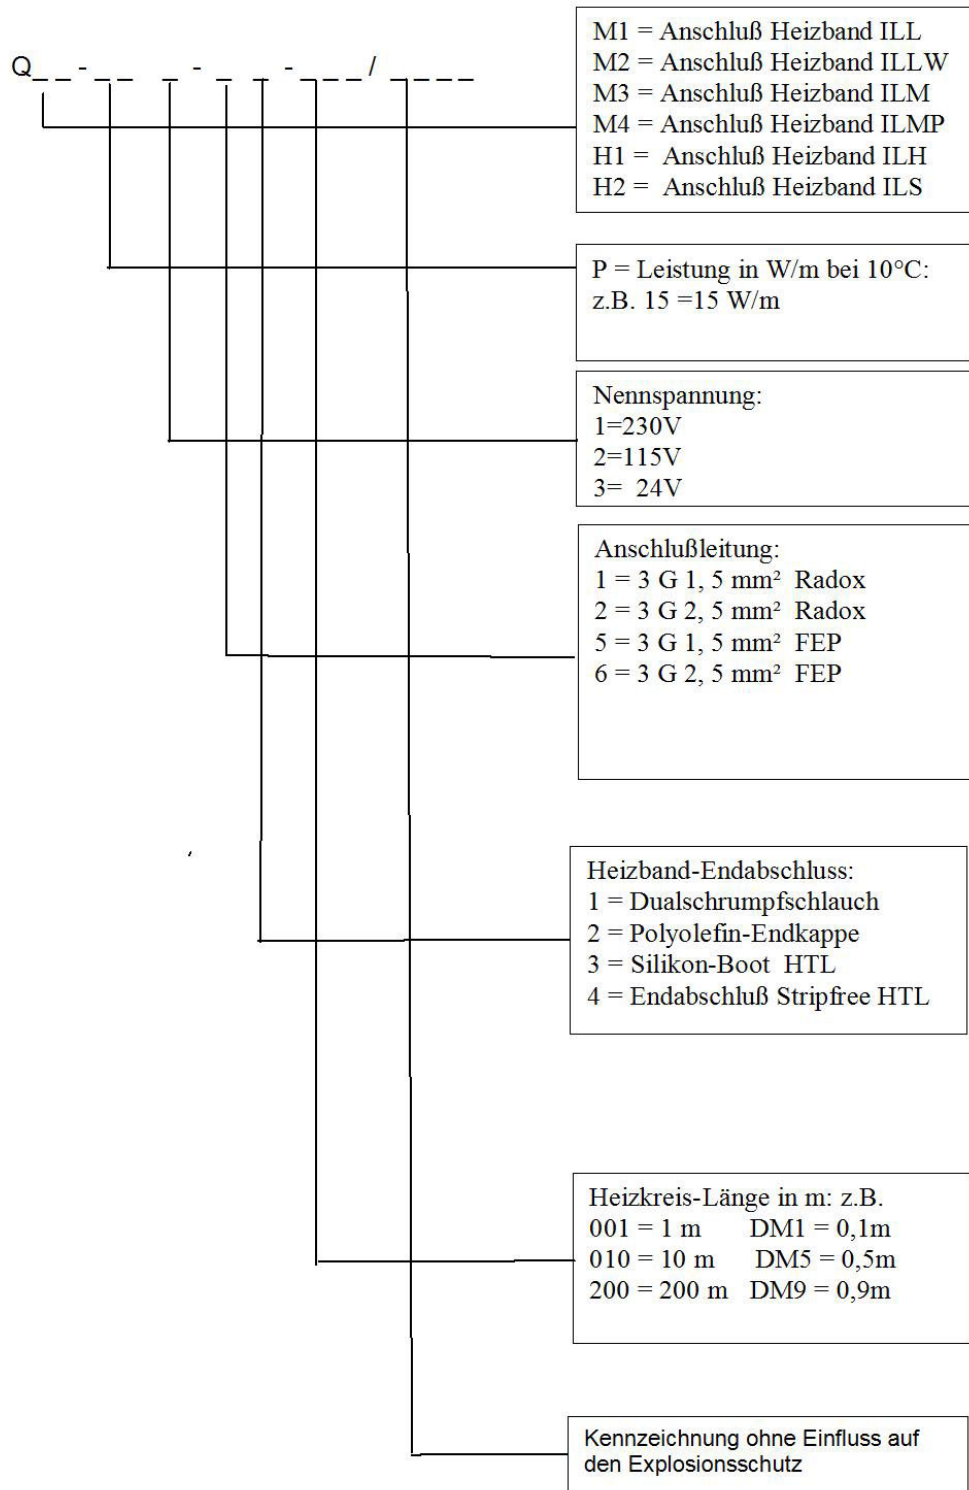 Q_ _ - _ _  _ - _ _ - _ _ _ / _ _ _ _
M1 = Anschluß Heizband ILL
M2 = Anschluß Heizband ILLW
M3 = Anschluß Heizband ILM
M4 = Anschluß Heizband ILMP
H1 = Anschluß Heizband ILH
H2 = Anschluß Heizband ILS
P = Leistung in W/m bei 10°C:
z.B. 15 =15 W/m
Nennspannung:
1=230V
2=115V
3= 24V
Anschlußleitung:
1 = 3 G 1, 5 mm² Radox
2 = 3 G 2, 5 mm² Radox
5 = 3 G 1, 5 mm² FEP
6 = 3 G 2, 5 mm² FEP
Heizband-Endabschluss:
1 = Dualschrumpfschlauch
2 = Polyolefin-Endkappe
3 = Silikon-Boot HTL
4 = Endabschluß Stripfree HTL
Heizkreis-Länge in m: z.B.
001 = 1 m DM1 = 0,1m
010 = 10 m DM5 = 0,5m
200 = 200 m DM9 = 0,9m
Kennzeichnung ohne Einfluss auf
den Explosionsschutz